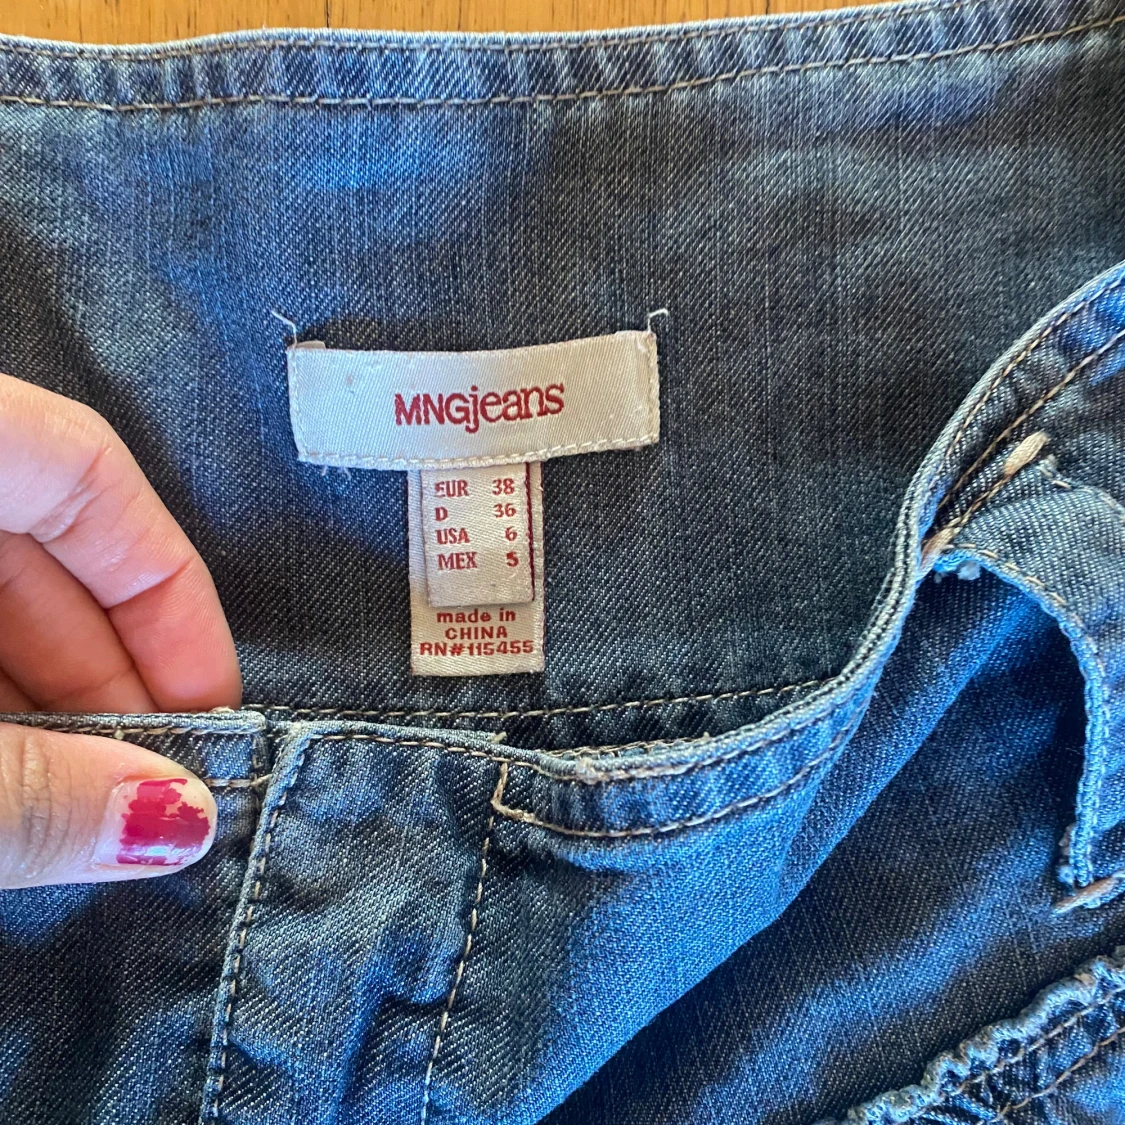 MNGjeans
EUR 38
D 36
USA 6
MEX 5
made in
CHINA
RN#115455